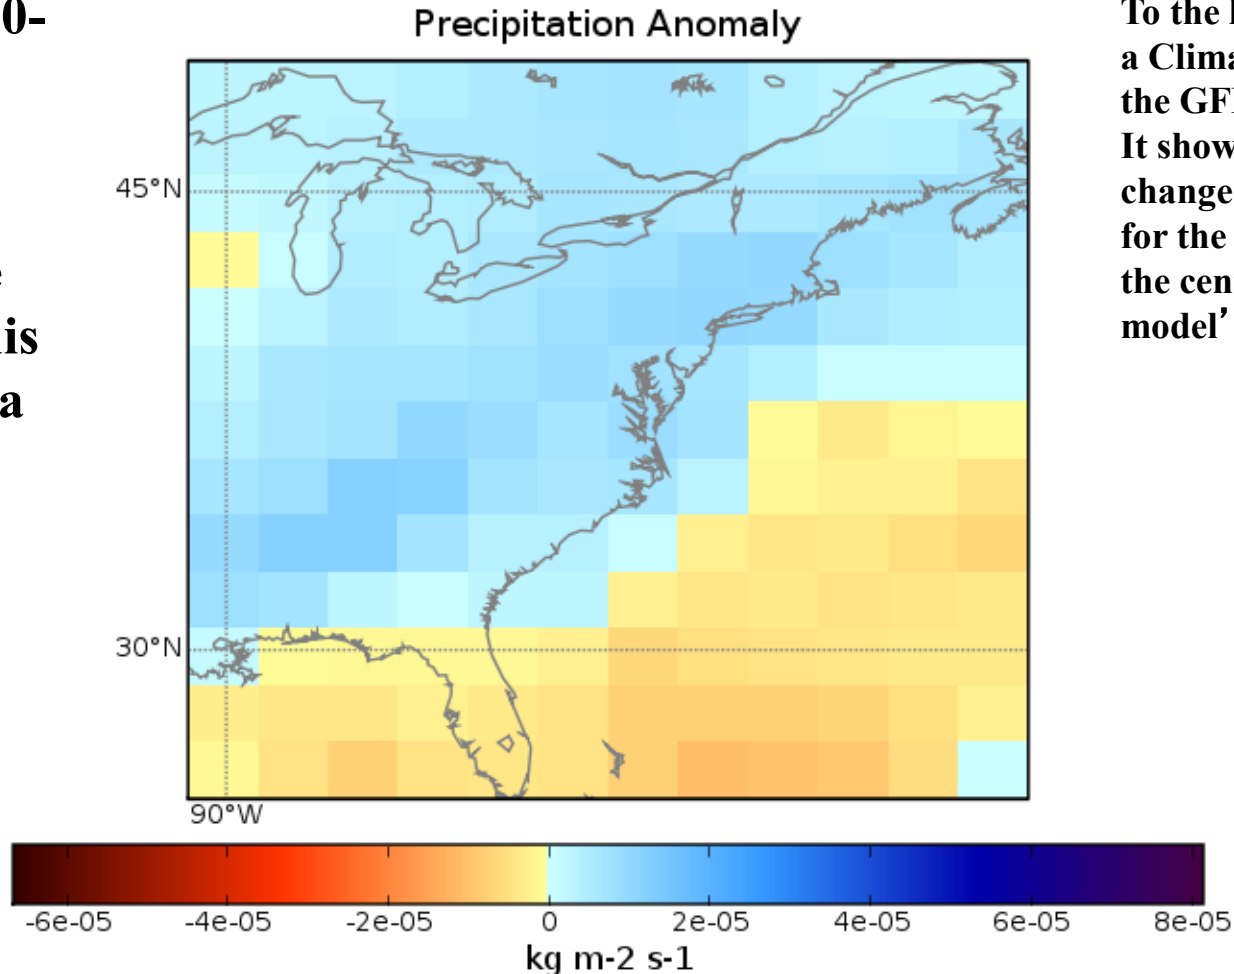 0-
is
a
Precipitation Anomaly
45°N
30°N
90°W
-6e-05 -4e-05 -2e-05 0 2e-05 4e-05 6e-05 8e-05
kg m-2 s-1
To the
a Clima
the GF
It show
change
for the
the cen
model’